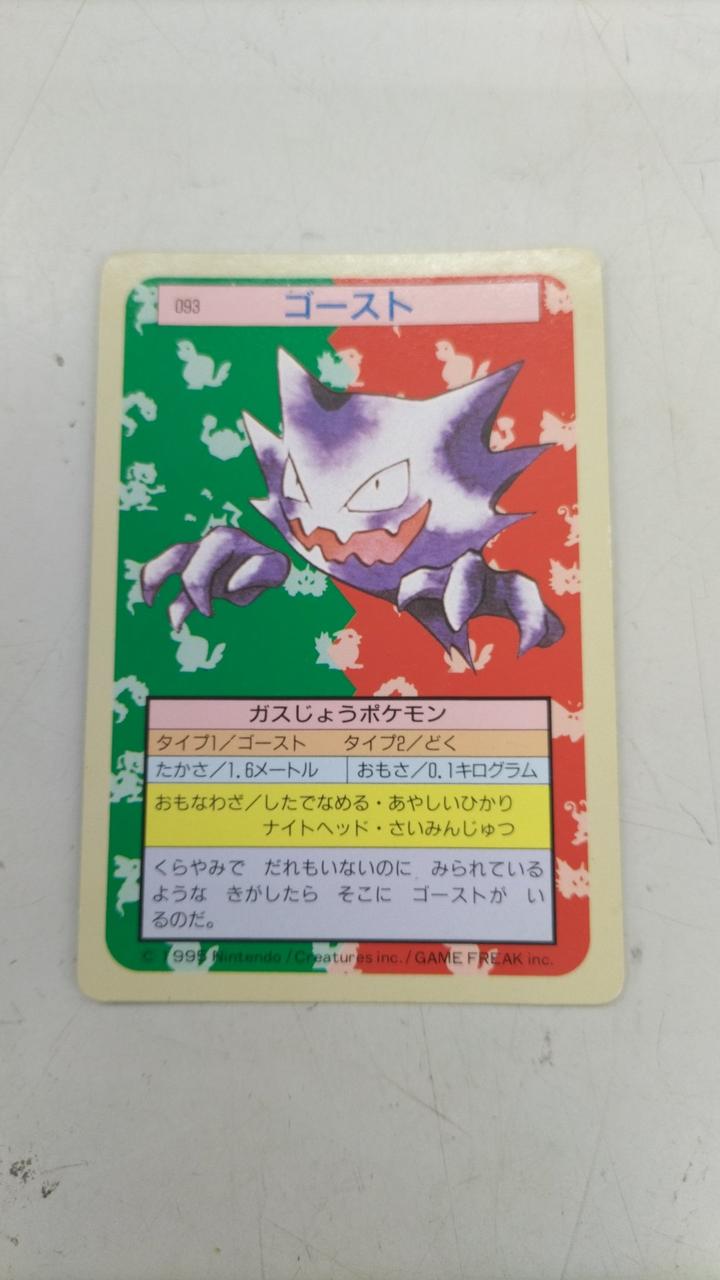 093 ゴースト
ガスじょうポケモン
タイプ1/ゴースト タイプ2/どく
たかさ/1.6メートル おもさ/0.1キログラム
おもなわざ/したでなめる・あやしいひかり
ナイトヘッド・さいみんじゅつ
くらやみで だれもいないのに みられている
ような きがしたら そこに ゴーストが い
るのだ。
© 1995 Nintendo/Creatures inc./GAME FREAK inc.